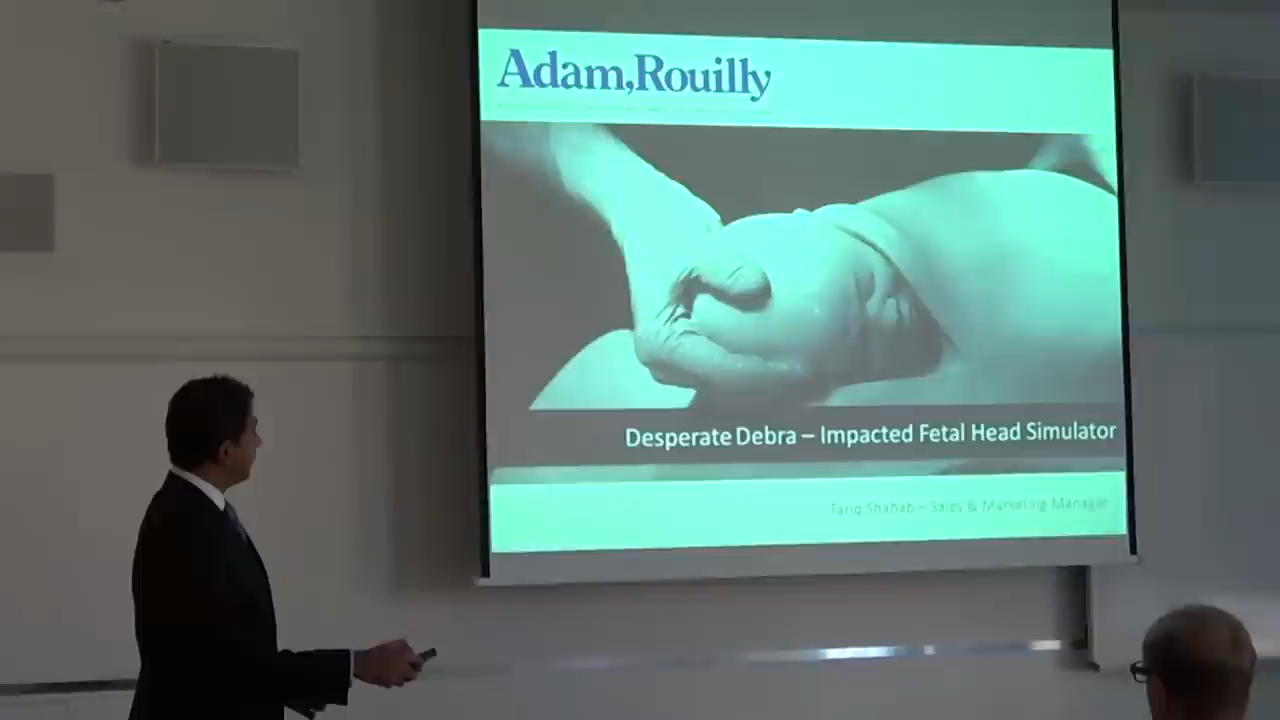 Adam,Rouilly
Desperate Debra – Impacted Fetal Head Simulator
Tariq Shahab – Sales & Marketing Manager